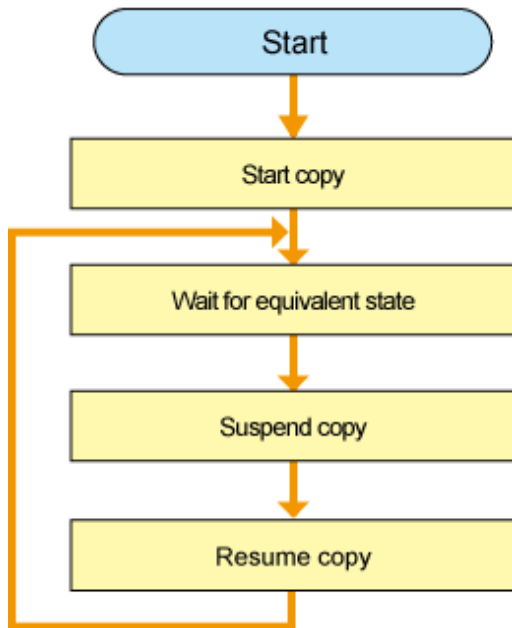 Start
Start copy
Wait for equivalent state
Suspend copy
Resume copy